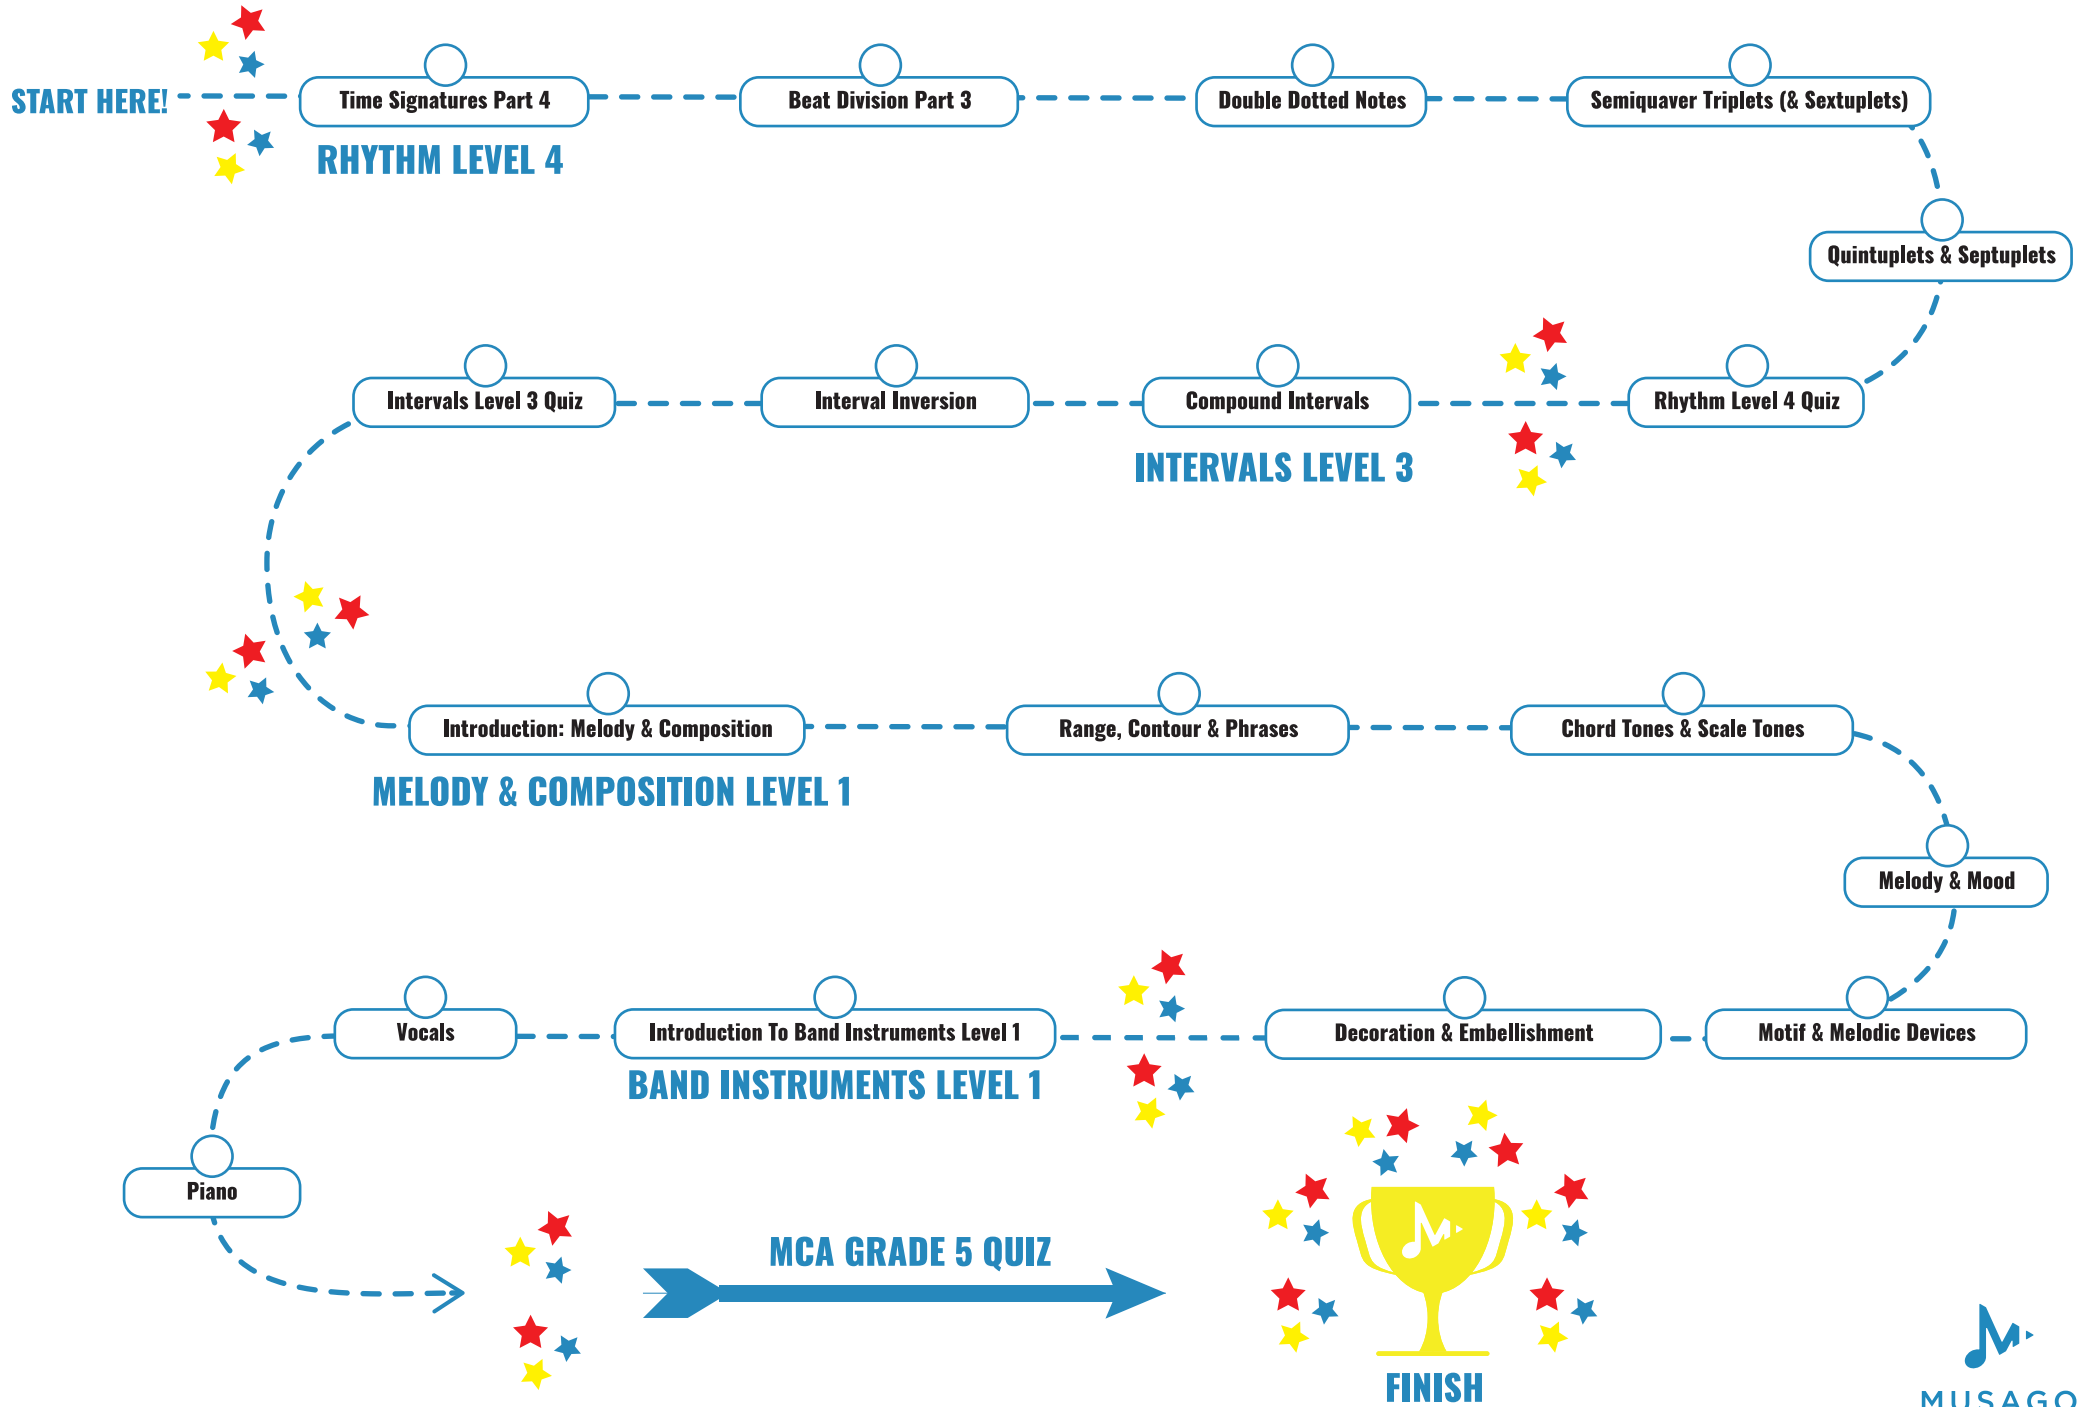 START HERE!
Time Signatures Part 4
Beat Division Part 3
Double Dotted Notes
Semiquaver Triplets (& Sextuplets)
RHYTHM LEVEL 4
Quintuplets & Septuplets
Rhythm Level 4 Quiz
Compound Intervals
Interval Inversion
Intervals Level 3 Quiz
INTERVALS LEVEL 3
Introduction: Melody & Composition
Range, Contour & Phrases
Chord Tones & Scale Tones
MELODY & COMPOSITION LEVEL 1
Melody & Mood
Motif & Melodic Devices
Decoration & Embellishment
Introduction To Band Instruments Level 1
Vocals
BAND INSTRUMENTS LEVEL 1
Piano
MCA GRADE 5 QUIZ
FINISH
MUSAGO